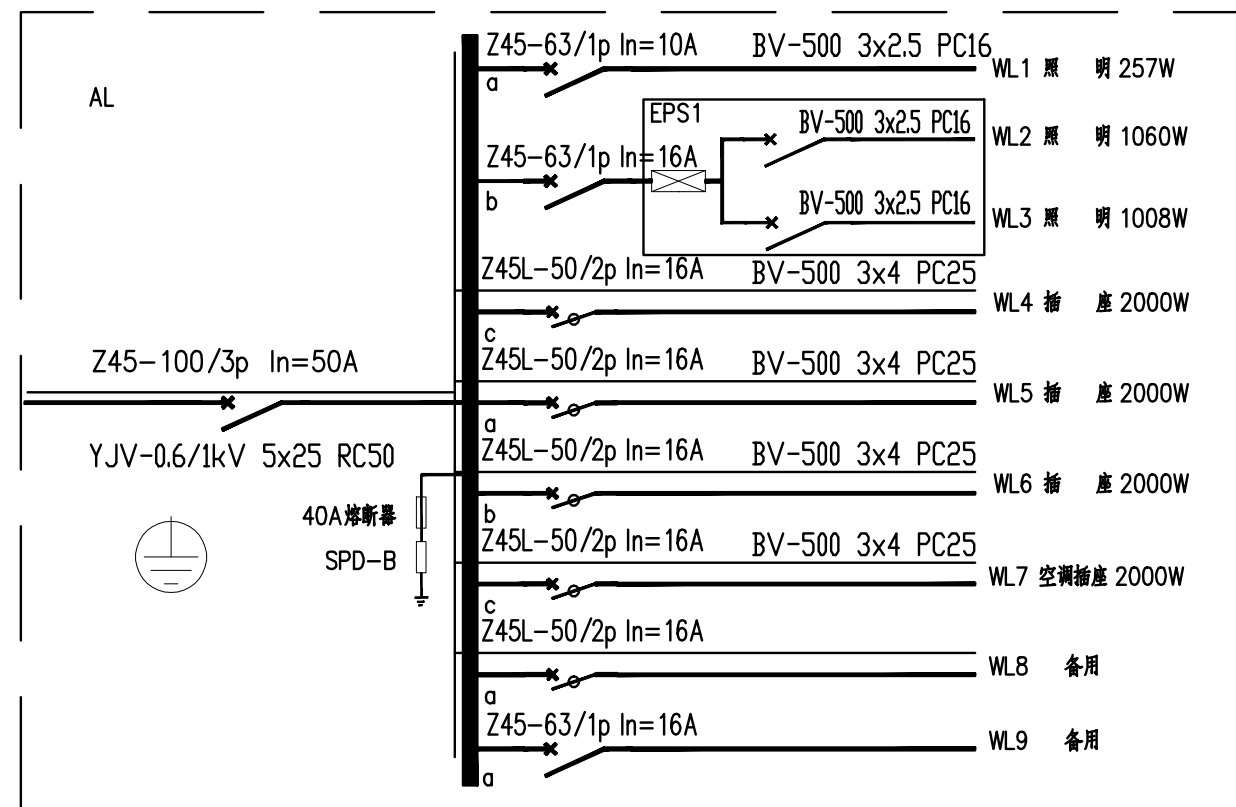 AL
Z45-100/3p In=50A
YJV-0.6/1kV 5x25 RC50
40A熔断器
SPD-B
Z45-63/1p In=10A BV-500 3x2.5 PC16
a
WL1 照 明 257W
EPS1
BV-500 3x2.5 PC16
WL2 照 明 1060W
Z45-63/1p In=16A
b
BV-500 3x2.5 PC16
WL3 照 明 1008W
Z45L-50/2p In=16A BV-500 3x4 PC25
WL4 插 座 2000W
c
Z45L-50/2p In=16A BV-500 3x4 PC25
WL5 插 座 2000W
a
Z45L-50/2p In=16A BV-500 3x4 PC25
WL6 插 座 2000W
b
Z45L-50/2p In=16A BV-500 3x4 PC25
WL7 空调插座 2000W
c
Z45L-50/2p In=16A
WL8 备用
a
Z45-63/1p In=16A
WL9 备用
a